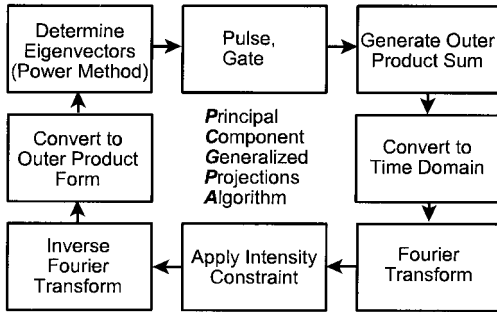 Determine
Eigenvectors
(Power Method)
Pulse,
Gate
Generate Outer
Product Sum
Convert to
Outer Product
Form
Principal
Component
Generalized
Projections
Algorithm
Convert to
Time Domain
Inverse
Fourier
Transform
Apply Intensity
Constraint
Fourier
Transform